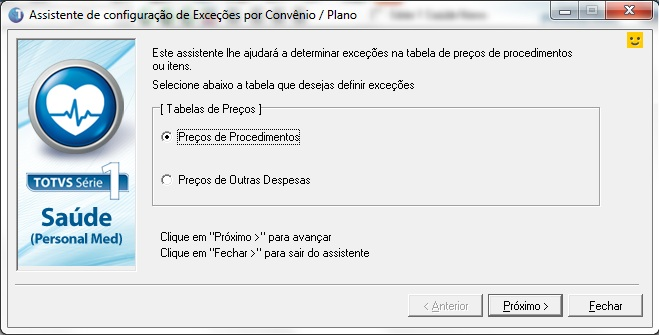 Assistente de configuração de Exceções por Convênio / Plano
Este assistente lhe ajudará a determinar exceções na tabela de preços de procedimentos
ou itens.
Selecione abaixo a tabela que desejas definir exceções
[ Tabelas de Preços ]
Preços de Procedimentos
Preços de Outras Despesas
TOTVS Série 1
Saúde
(Personal Med)
Clique em "Próximo >" para avançar
Clique em "Fechar >" para sair do assistente
< Anterior
Próximo >
Fechar